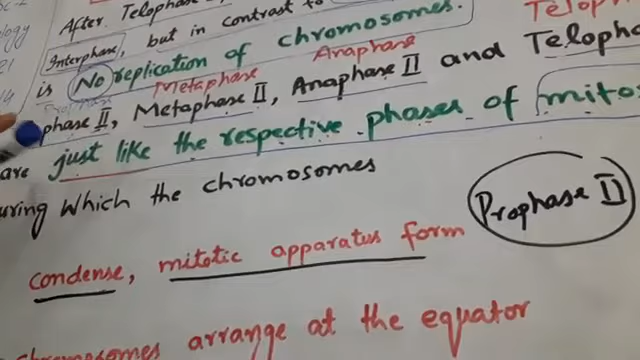 After Telophase
Interphase, but in contrast to
is No replication of chromosomes.
Metaphase Anaphase
phase II, Metaphase II, Anaphase II and Telopha
are just like the respective phases of mitos
uring which the chromosomes
Prophase II
condense, mitotic apparatus form
chromosomes arrange at the equator